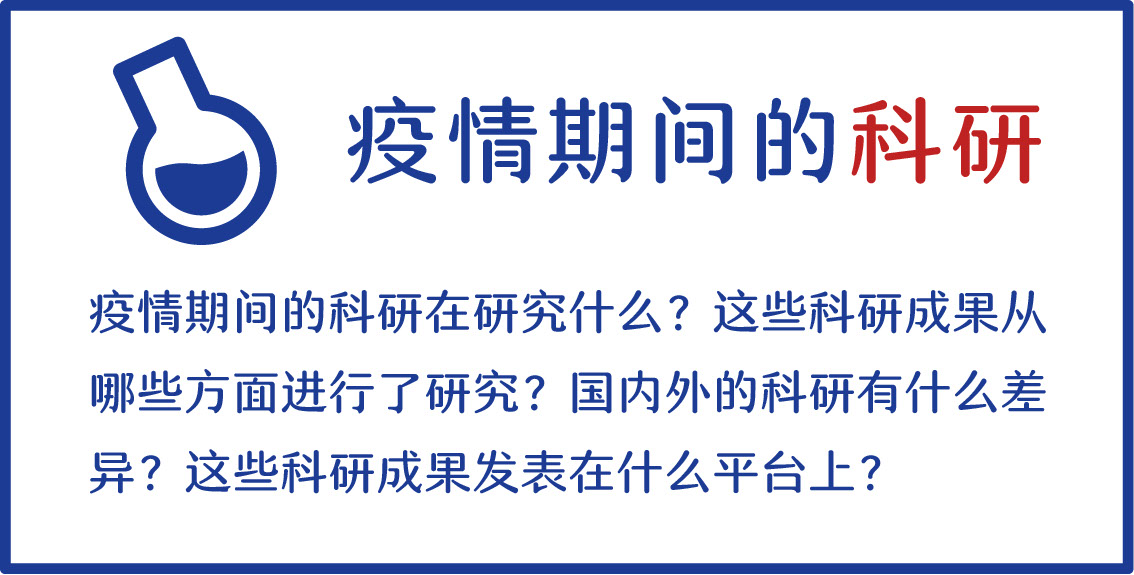 疫情期间的科研
疫情期间的科研在研究什么？这些科研成果从
哪些方面进行了研究？国内外的科研有什么差
异？这些科研成果发表在什么平台上？